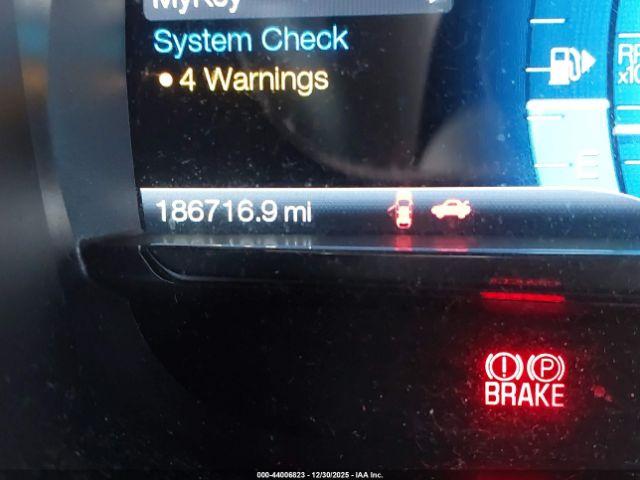 MyKey
System Check
• 4 Warnings
E
186716.9 mi
(!) (P)
BRAKE
000-44006823 - 12/30/2025 - IAA Inc.